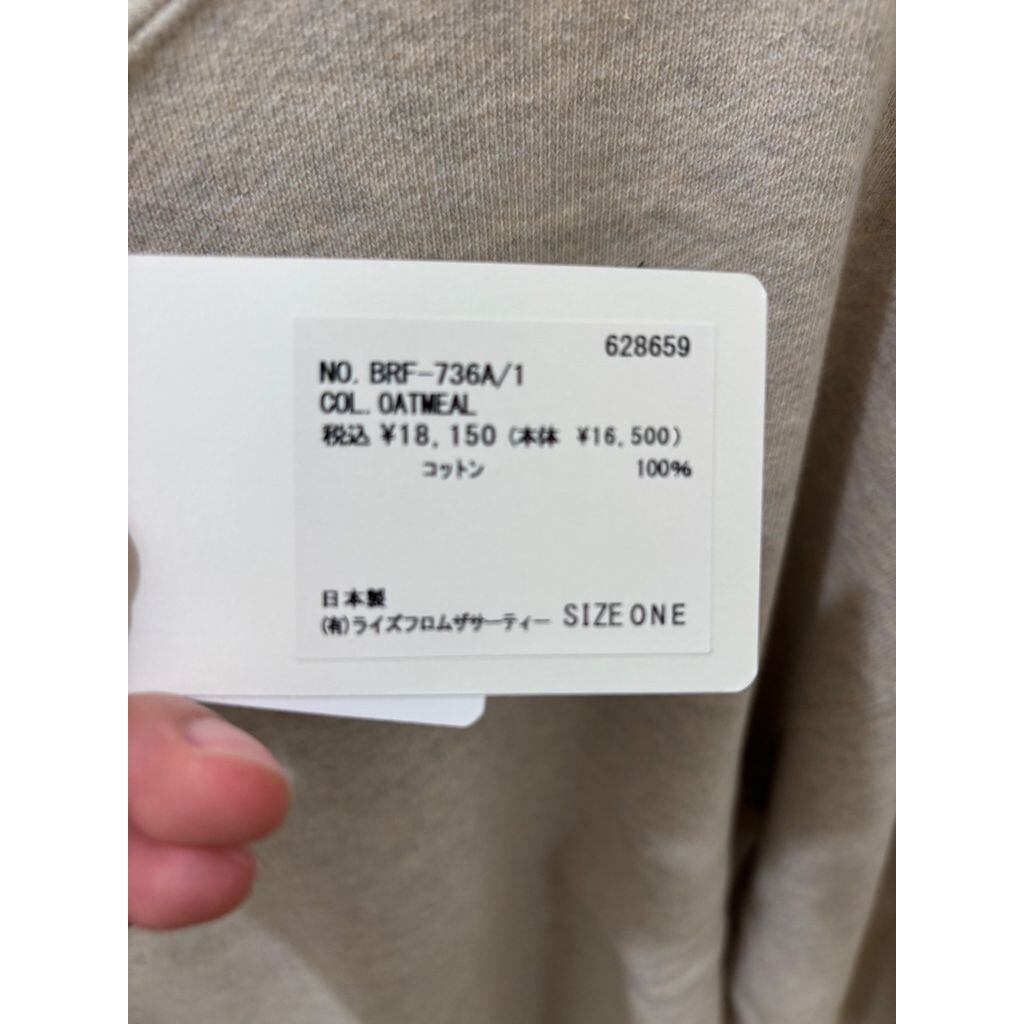 628659
NO. BRF-736A/1
COL. OATMEAL
税込 ¥18,150 (本体 ¥16,500)
コットン 100%
日本製
(有)ライズフロムザサーティー SIZE ONE